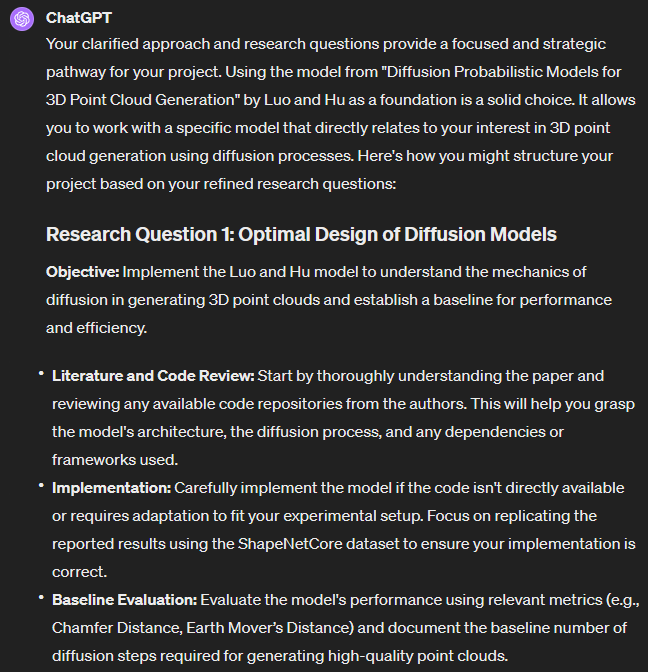 ChatGPT
Your clarified approach and research questions provide a focused and strategic
pathway for your project. Using the model from "Diffusion Probabilistic Models for
3D Point Cloud Generation" by Luo and Hu as a foundation is a solid choice. It allows
you to work with a specific model that directly relates to your interest in 3D point
cloud generation using diffusion processes. Here's how you might structure your
project based on your refined research questions:
Research Question 1: Optimal Design of Diffusion Models
Objective: Implement the Luo and Hu model to understand the mechanics of
diffusion in generating 3D point clouds and establish a baseline for performance
and efficiency.
• Literature and Code Review: Start by thoroughly understanding the paper and
reviewing any available code repositories from the authors. This will help you grasp
the model's architecture, the diffusion process, and any dependencies or
frameworks used.
• Implementation: Carefully implement the model if the code isn't directly available
or requires adaptation to fit your experimental setup. Focus on replicating the
reported results using the ShapeNetCore dataset to ensure your implementation is
correct.
• Baseline Evaluation: Evaluate the model's performance using relevant metrics (e.g.,
Chamfer Distance, Earth Mover's Distance) and document the baseline number of
diffusion steps required for generating high-quality point clouds.